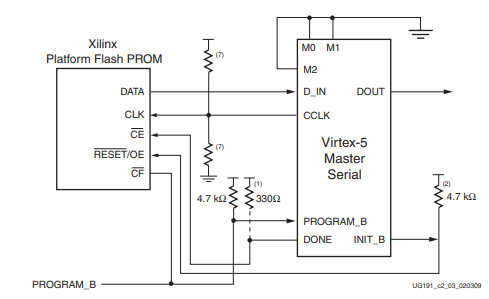 Xilinx
Platform Flash PROM
(7)
M0 M1
M2
DATA
D_IN
DOUT
CLK
CCLK
CE
Virtex-5
Master
Serial
RESET/OE
(7)
CF
(1)
(2)
4.7 kΩ
330Ω
4.7 kΩ
PROGRAM_B
DONE
INIT_B
PROGRAM_B
UG191_c2_03_020309